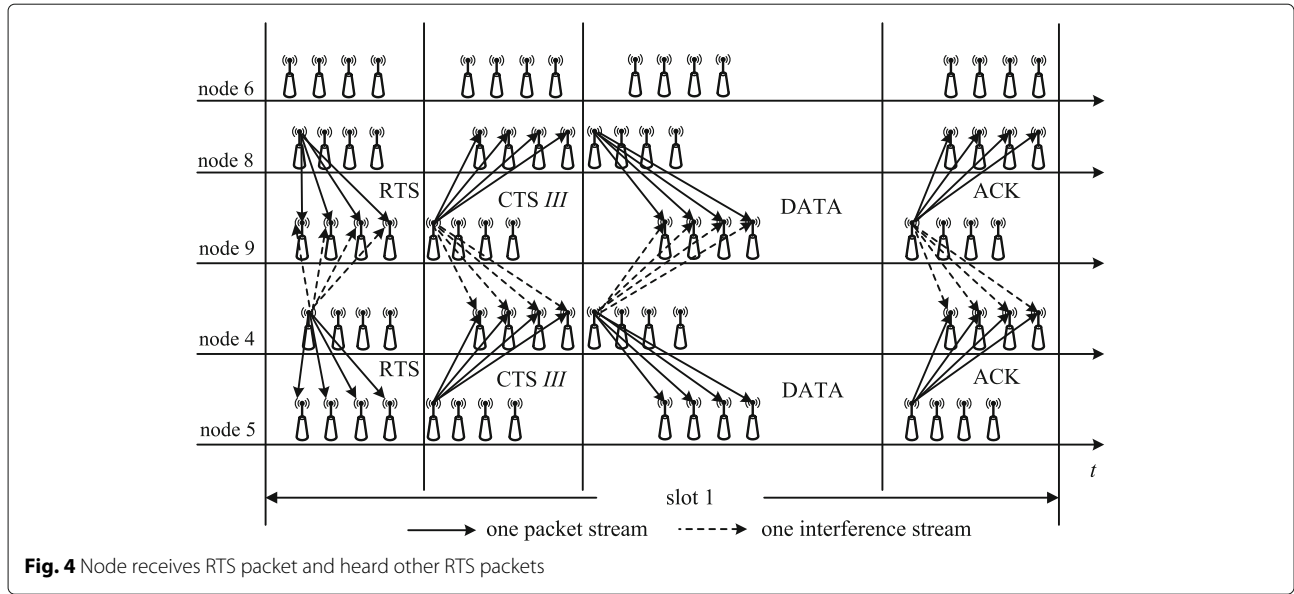 node 6
node 8
RTS
CTS III
DATA
ACK
node 9
node 4
RTS
CTS III
DATA
ACK
node 5
t
slot 1
one packet stream
one interference stream
Fig. 4 Node receives RTS packet and heard other RTS packets